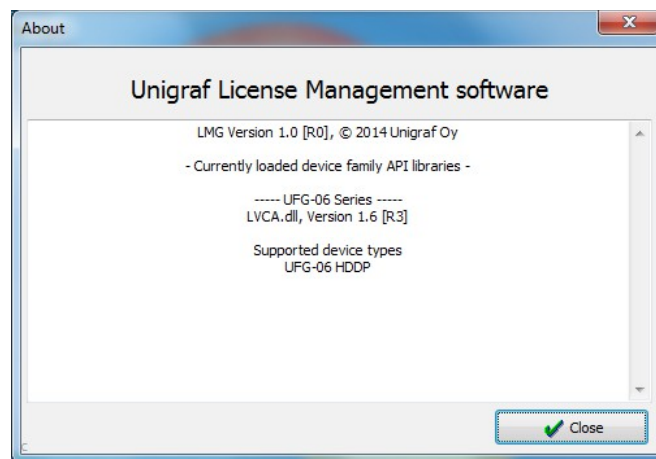 About
Unigraf License Management software
LMG Version 1.0 [R0], © 2014 Unigraf Oy
- Currently loaded device family API libraries -
----- UFG-06 Series -----
LVCA.dll, Version 1.6 [R3]
Supported device types
UFG-06 HDDP
Close